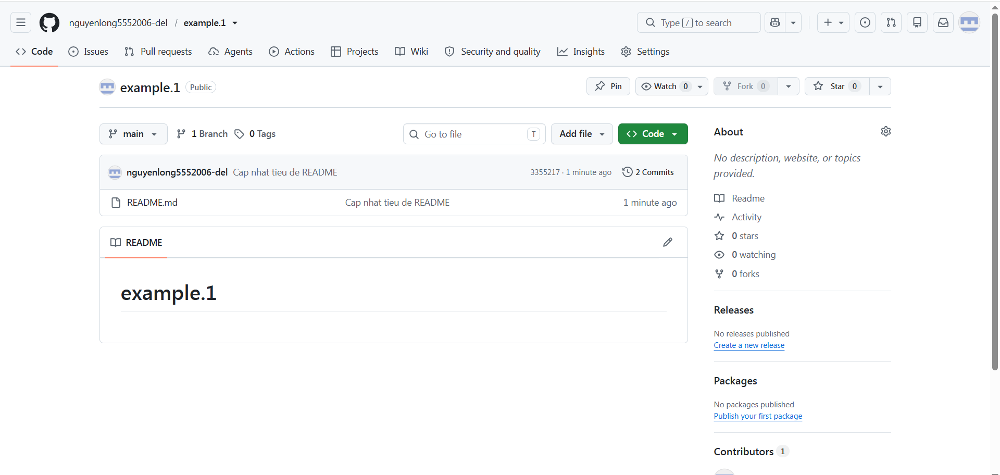 nguyenlong5552006-del / example.1
Type / to search
Code Issues Pull requests Agents Actions Projects Wiki Security and quality Insights Settings
example.1 Public
Pin Watch 0 Fork 0 Star 0
main 1 Branch 0 Tags
Go to file T Add file Code
nguyenlong5552006-del Cap nhat tieu de README 3355217 · 1 minute ago 2 Commits
README.md Cap nhat tieu de README 1 minute ago
README
example.1
About
No description, website, or topics
provided.
Readme
Activity
0 stars
0 watching
0 forks
Releases
No releases published
Create a new release
Packages
No packages published
Publish your first package
Contributors 1